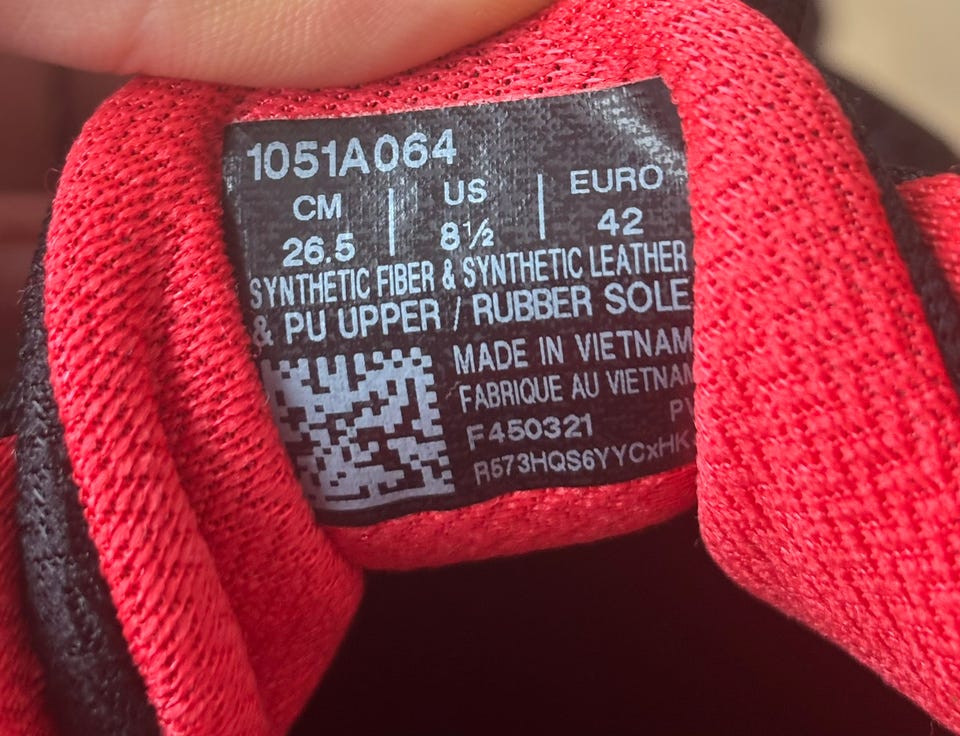 1051A064
CM | US | EURO
26.5 | 8½ | 42
SYNTHETIC FIBER & SYNTHETIC LEATHER
& PU UPPER / RUBBER SOLE
MADE IN VIETNAM
FABRIQUE AU VIETNAM
F450321